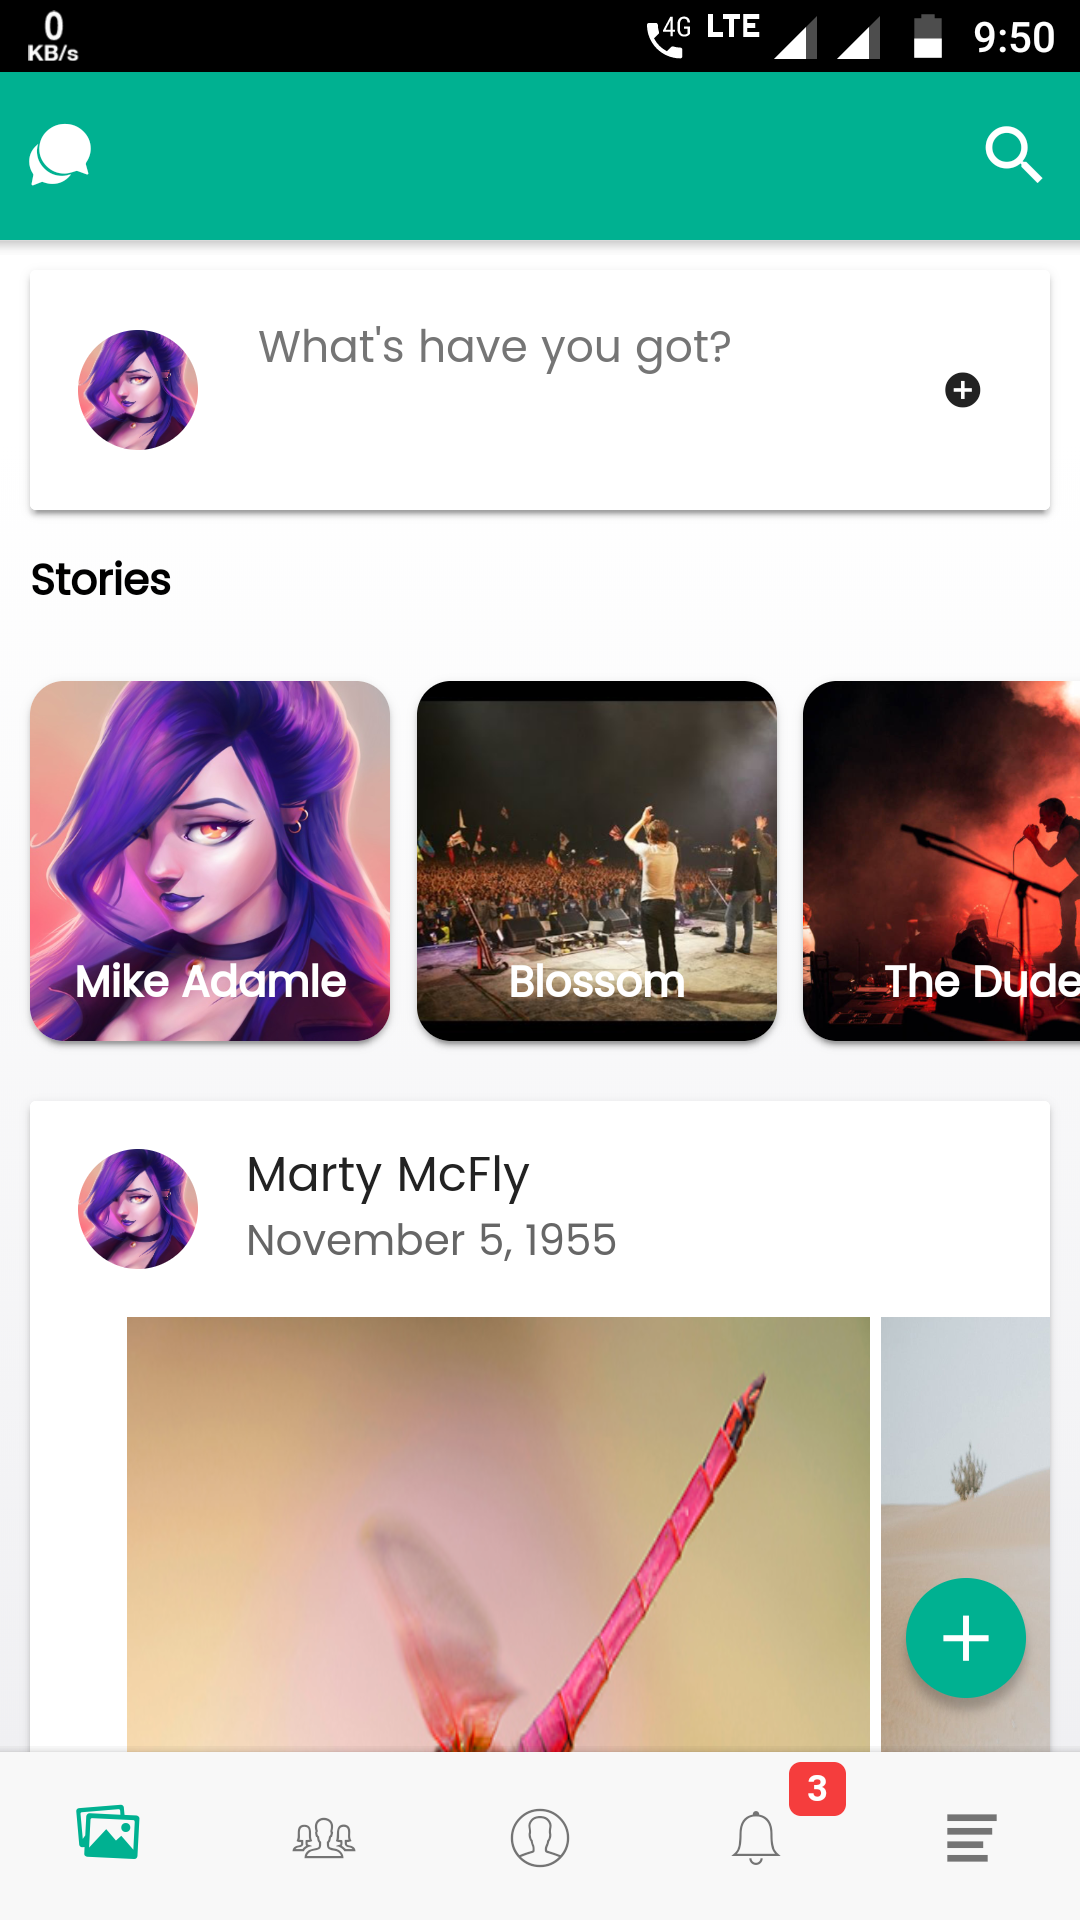 0
KB/s
4G LTE 9:50
What's have you got?
Stories
Mike Adamle
Blossom
The Dude
Marty McFly
November 5, 1955
3